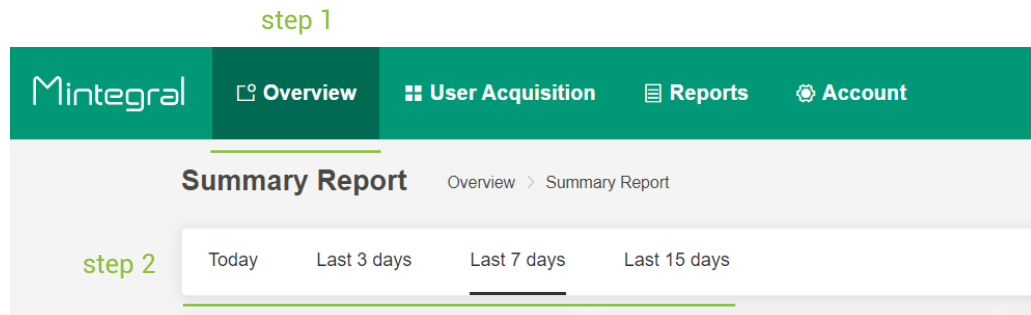 step 1
Mintegral Overview User Acquisition Reports Account
Summary Report Overview > Summary Report
step 2 Today Last 3 days Last 7 days Last 15 days